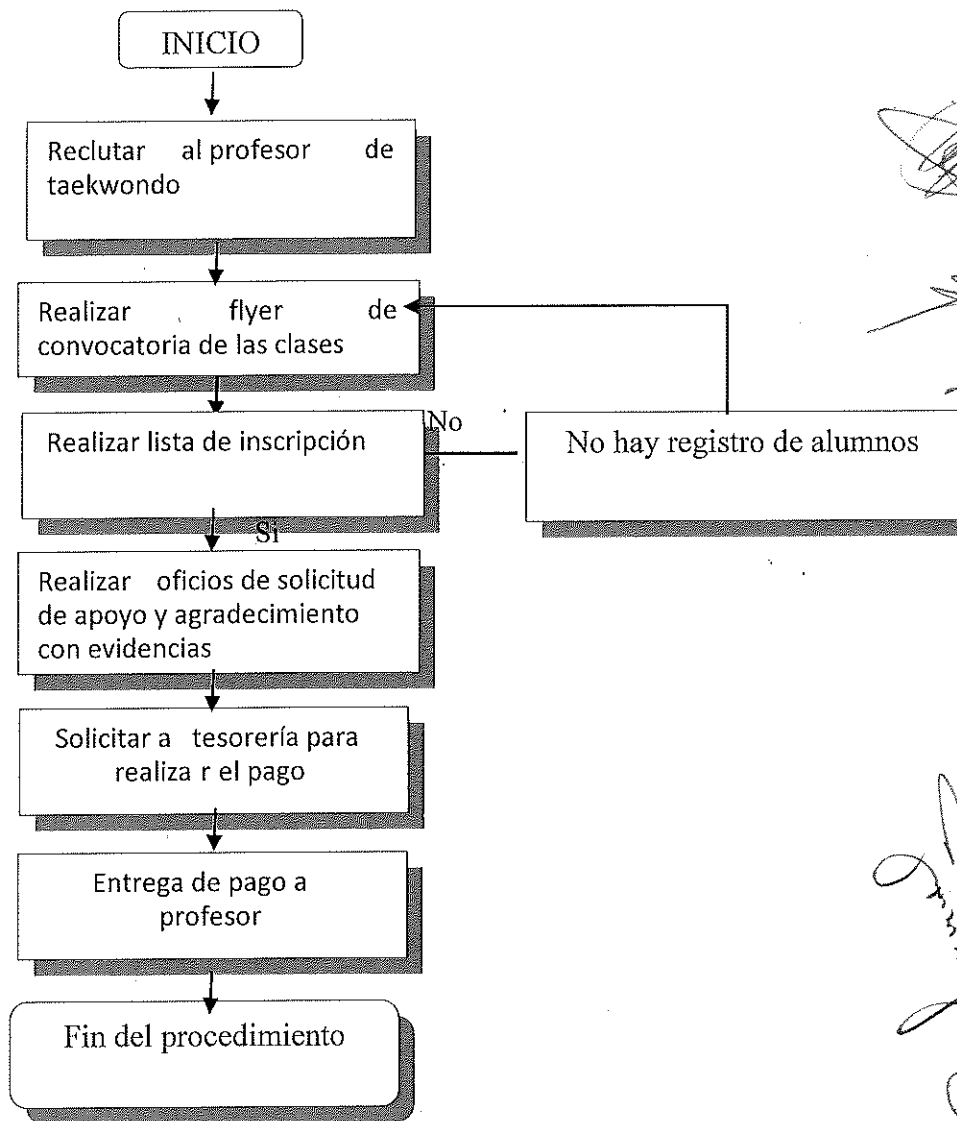 INICIO
Reclutar al profesor de
taekwondo
Realizar flyer de
convocatoria de las clases
Realizar lista de inscripción
No
No hay registro de alumnos
Si
Realizar oficios de solicitud
de apoyo y agradecimiento
con evidencias
Solicitar a tesorería para
realiza r el pago
Entrega de pago a
profesor
Fin del procedimiento